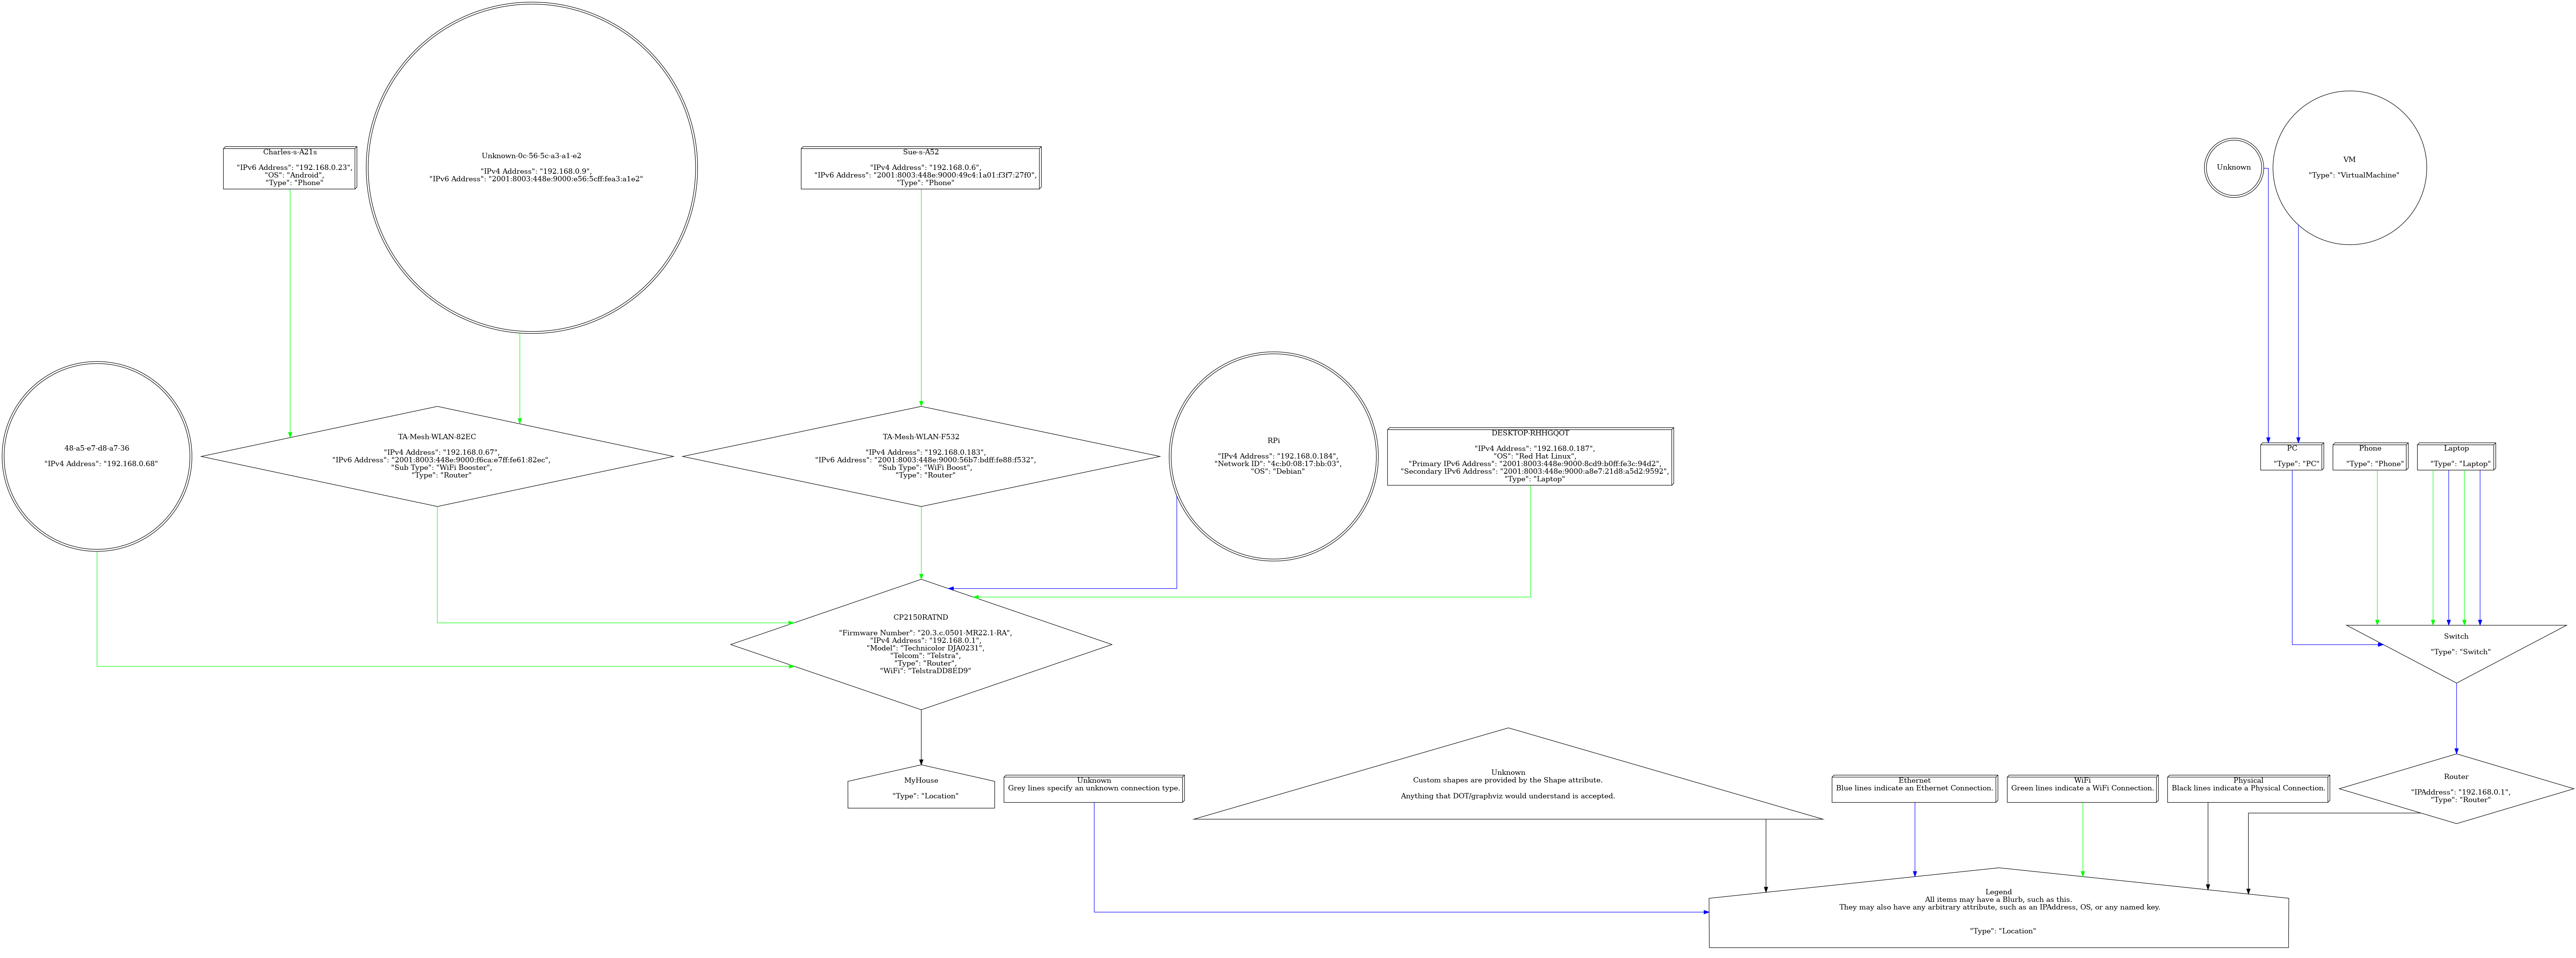 Charles-s-A21s
"IPv6 Address": "192.168.0.23",
"OS": "Android",
"Type": "Phone"
Unknown-0c-56-5c-a3-a1-e2
"IPv4 Address": "192.168.0.9",
"IPv6 Address": "2001:8003:448e:9000:e56:5cff:fea3:a1e2"
Sue-s-A52
"IPv4 Address": "192.168.0.6",
"IPv6 Address": "2001:8003:448e:9000:49c4:1a01:f3f7:27f0",
"Type": "Phone"
Unknown
VM
"Type": "VirtualMachine"
48-a5-e7-d8-a7-36
"IPv4 Address": "192.168.0.68"
TA-Mesh-WLAN-82EC
"IPv4 Address": "192.168.0.67",
"IPv6 Address": "2001:8003:448e:9000:f6ca:e7ff:fe61:82ec",
"Sub Type": "WiFi Booster",
"Type": "Router"
TA-Mesh-WLAN-F532
"IPv4 Address": "192.168.0.183",
"IPv6 Address": "2001:8003:448e:9000:56b7:bdff:fe88:f532",
"Sub Type": "WiFi Boost",
"Type": "Router"
RPi
"IPv4 Address": "192.168.0.184",
"Network ID": "4c:b0:08:17:bb:03",
"OS": "Debian"
DESKTOP-RHHGQOT
"IPv4 Address": "192.168.0.187",
"OS": "Red Hat Linux",
"Primary IPv6 Address": "2001:8003:448e:9000:8cd9:b0ff:fe3c:94d2",
"Secondary IPv6 Address": "2001:8003:448e:9000:a8e7:21d8:a5d2:9592",
"Type": "Laptop"
PC
"Type": "PC"
Phone
"Type": "Phone"
Laptop
"Type": "Laptop"
CP2150RATND
"Firmware Number": "20.3.c.0501-MR22.1-RA",
"IPv4 Address": "192.168.0.1",
"Model": "Technicolor DJA0231",
"Telcom": "Telstra",
"Type": "Router",
"WiFi": "TelstraDD8ED9"
Switch
"Type": "Switch"
MyHouse
"Type": "Location"
Unknown
Grey lines specify an unknown connection type.
Unknown
Custom shapes are provided by the Shape attribute.
Anything that DOT/graphviz would understand is accepted.
Ethernet
Blue lines indicate an Ethernet Connection.
WiFi
Green lines indicate a WiFi Connection.
Physical
Black lines indicate a Physical Connection.
Router
"IPAddress": "192.168.0.1",
"Type": "Router"
Legend
All items may have a Blurb, such as this.
They may also have any arbitrary attribute, such as an IPAddress, OS, or any named key.
"Type": "Location"